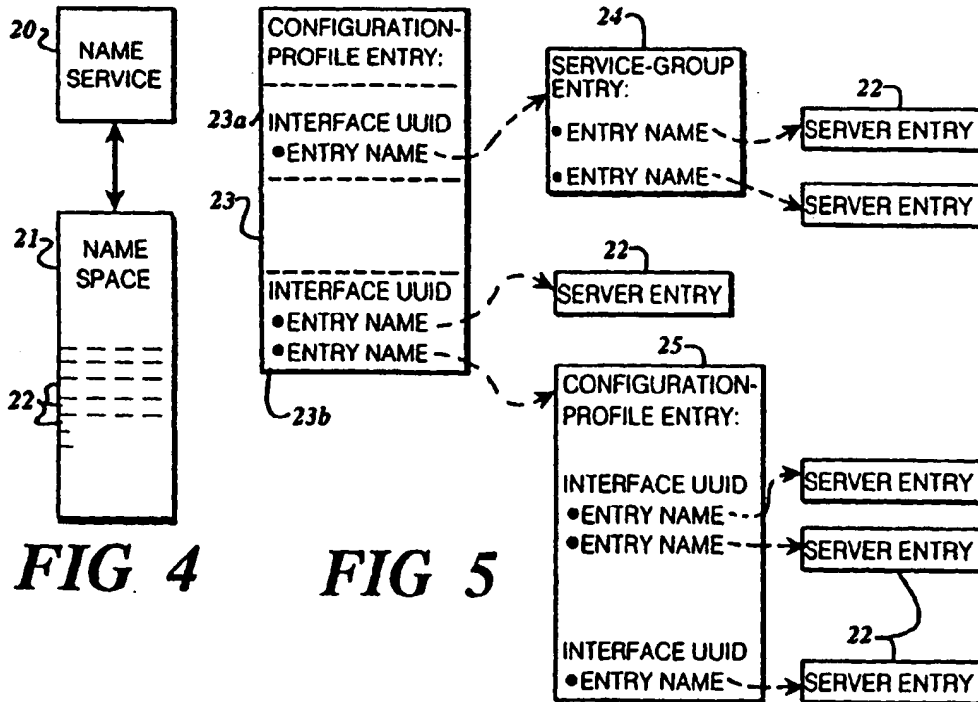 20
NAME
SERVICE
21
NAME
SPACE
22
FIG 4
CONFIGURATION-
PROFILE ENTRY:
23a
INTERFACE UUID
•ENTRY NAME
23
INTERFACE UUID
•ENTRY NAME
•ENTRY NAME
23b
FIG 5
24
SERVICE-GROUP
ENTRY:
•ENTRY NAME
•ENTRY NAME
22
SERVER ENTRY
SERVER ENTRY
22
SERVER ENTRY
25
CONFIGURATION-
PROFILE ENTRY:
INTERFACE UUID
•ENTRY NAME
•ENTRY NAME
INTERFACE UUID
•ENTRY NAME
SERVER ENTRY
SERVER ENTRY
22
SERVER ENTRY